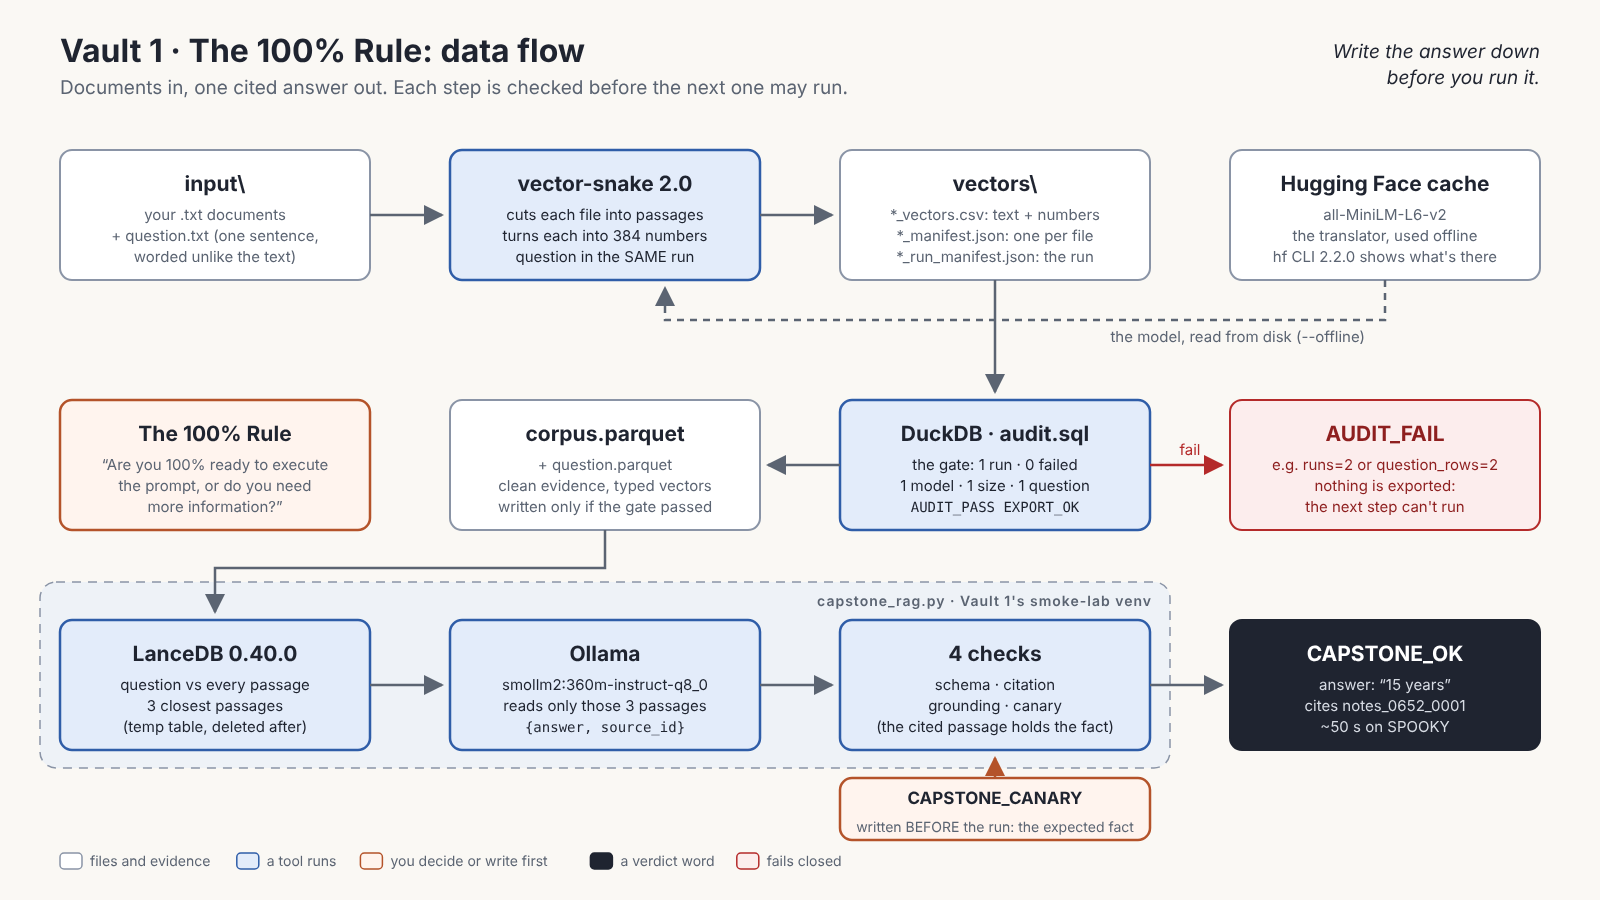 Vault 1 · The 100% Rule: data flow
Documents in, one cited answer out. Each step is checked before the next one may run.
Write the answer down
before you run it.
input\
your .txt documents
+ question.txt (one sentence,
worded unlike the text)
vector-snake 2.0
cuts each file into passages
turns each into 384 numbers
question in the SAME run
vectors\
*_vectors.csv: text + numbers
*_manifest.json: one per file
*_run_manifest.json: the run
Hugging Face cache
all-MiniLM-L6-v2
the translator, used offline
hf CLI 2.2.0 shows what's there
the model, read from disk (--offline)
The 100% Rule
“Are you 100% ready to execute
the prompt, or do you need
more information?”
corpus.parquet
+ question.parquet
clean evidence, typed vectors
written only if the gate passed
DuckDB · audit.sql
the gate: 1 run · 0 failed
1 model · 1 size · 1 question
AUDIT_PASS EXPORT_OK
fail
AUDIT_FAIL
e.g. runs=2 or question_rows=2
nothing is exported:
the next step can't run
capstone_rag.py · Vault 1's smoke-lab venv
LanceDB 0.40.0
question vs every passage
3 closest passages
(temp table, deleted after)
Ollama
smollm2:360m-instruct-q8_0
reads only those 3 passages
{answer, source_id}
4 checks
schema · citation
grounding · canary
(the cited passage holds the fact)
CAPSTONE_OK
answer: “15 years”
cites notes_0652_0001
~50 s on SPOOKY
CAPSTONE_CANARY
written BEFORE the run: the expected fact
files and evidence
a tool runs
you decide or write first
a verdict word
fails closed